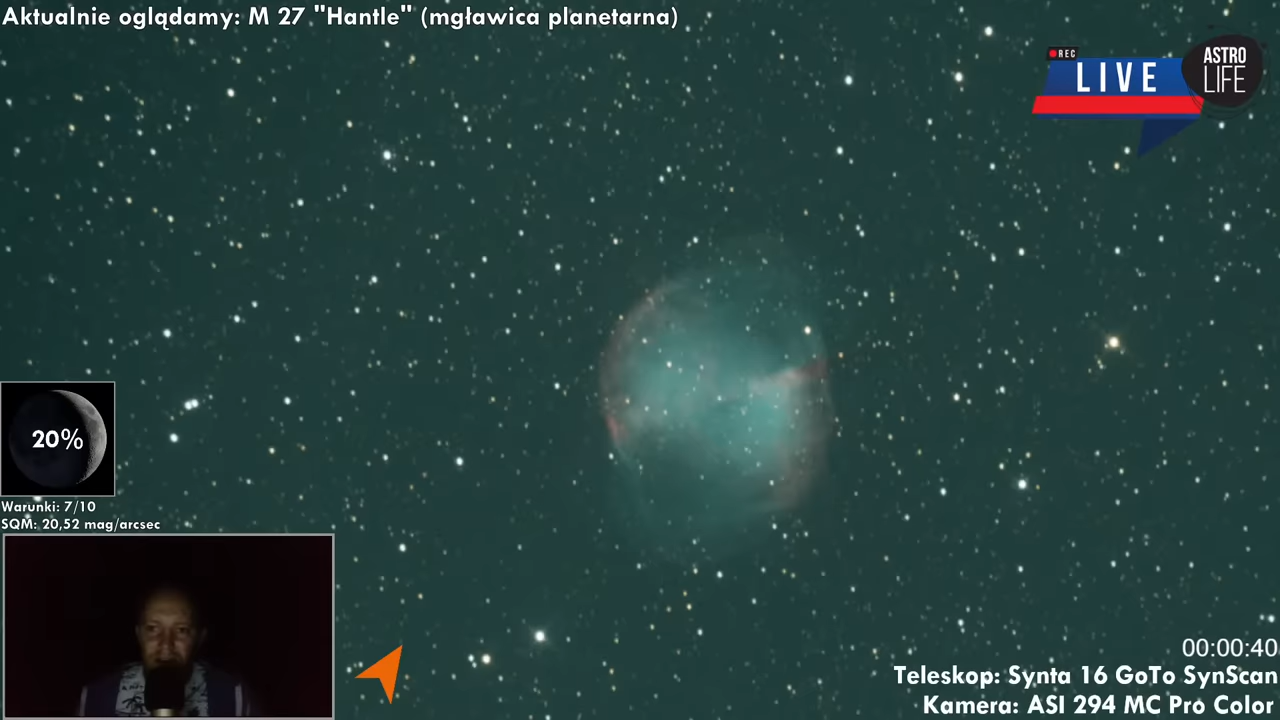 Aktualnie oglądamy: M 27 "Hantle" (mgławica planetarna)
REC
LIVE
ASTRO
LIFE
20%
Warunki: 7/10
SQM: 20,52 mag/arcsec
00:00:40
Teleskop: Synta 16 GoTo SynScan
Kamera: ASI 294 MC Pro Color